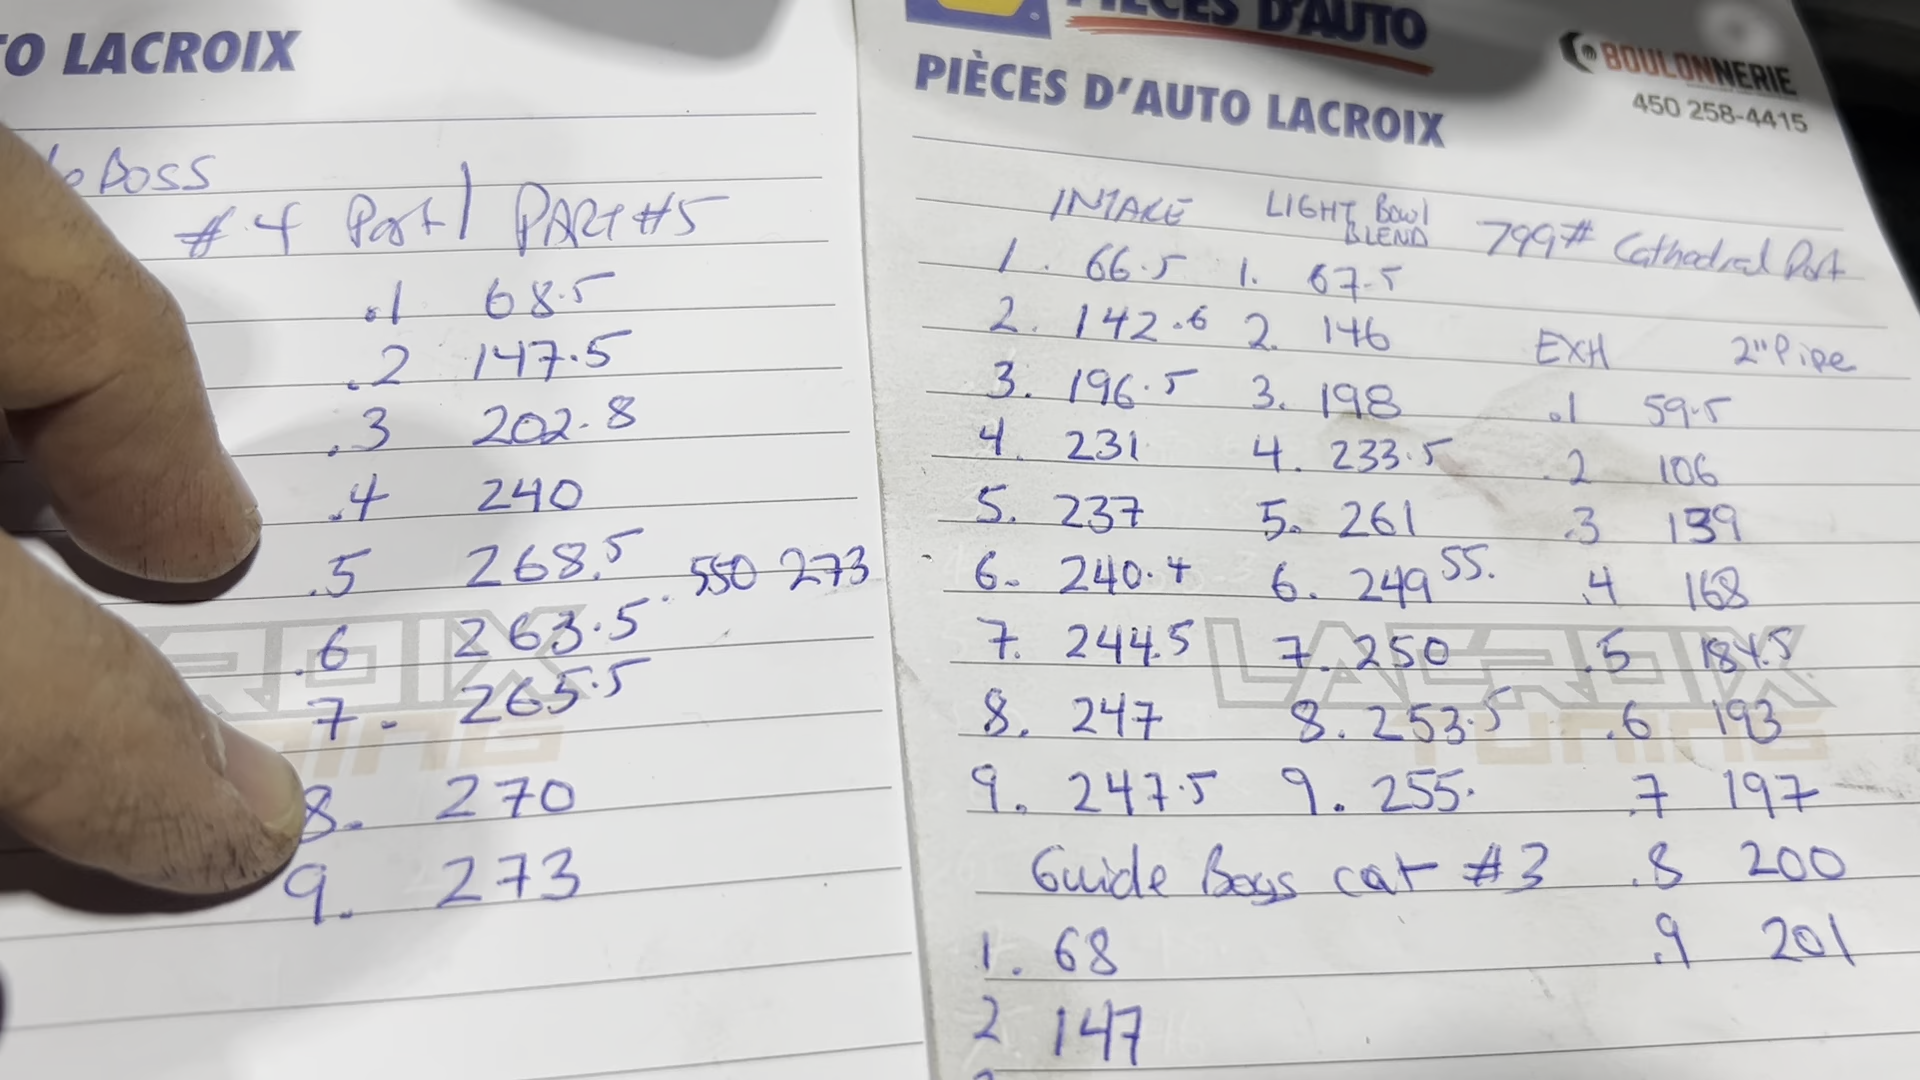 O LACROIX
Boss
# 4 Port | PART #5
.1 68.5
.2 147.5
.3 202.8
.4 240
.5 268.5 . 550 273
.6 263.5
7. 265.5
8. 270
9. 273
PIÈCES D'AUTO
PIÈCES D'AUTO LACROIX
BOULONNERIE
450 258-4415
INTAKE LIGHT Bowl BLEND 799# Cathedral Port
1. 66.5 1. 67.5
2. 142.6 2. 146 EXH 2" Pipe
3. 196.5 3. 198 .1 59.5
4. 231 4. 233.5 .2 106
5. 237 5. 261 .3 139
6. 240.4 6. 249 55. .4 168
7. 244.5 7. 250 .5 184.5
8. 247 8. 253.5 .6 193
9. 247.5 9. 255. .7 197
Guide Boys cat #3 .8 200
1. 68 .9 201
2 147
LACROIX
TUNING